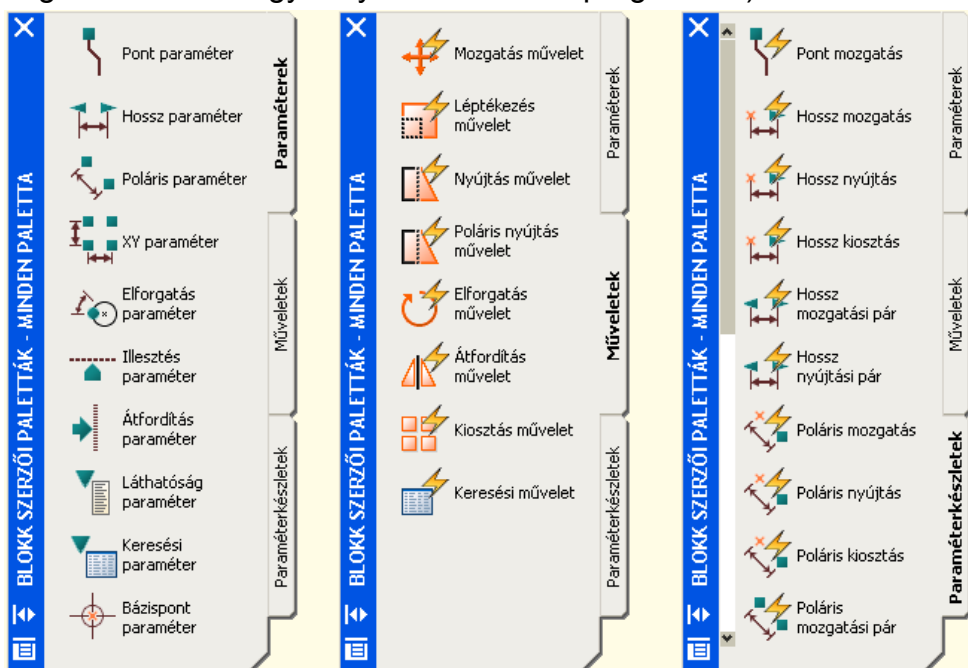 Pont paraméter
Hossz paraméter
Poláris paraméter
XY paraméter
Elforgatás
paraméter
Illesztés
paraméter
Átfordítás
paraméter
Láthatóság
paraméter
Keresési
paraméter
Bázispont
paraméter
Paraméterek
Műveletek
Paraméterkészletek
BLOKK SZERZŐI PALETTÁK - MINDEN PALETTA
Mozgatás művelet
Léptékezés
művelet
Nyújtás művelet
Poláris nyújtás
művelet
Elforgatás
művelet
Átfordítás
művelet
Kiosztás művelet
Keresési művelet
Paraméterek
Műveletek
Paraméterkészletek
BLOKK SZERZŐI PALETTÁK - MINDEN PALETTA
Pont mozgatás
Hossz mozgatás
Hossz nyújtás
Hossz kiosztás
Hossz
mozgatási pár
Hossz
nyújtási pár
Poláris mozgatás
Poláris nyújtás
Poláris kiosztás
Poláris
mozgatási pár
Paraméterek
Műveletek
Paraméterkészletek
BLOKK SZERZŐI PALETTÁK - MINDEN PALETTA